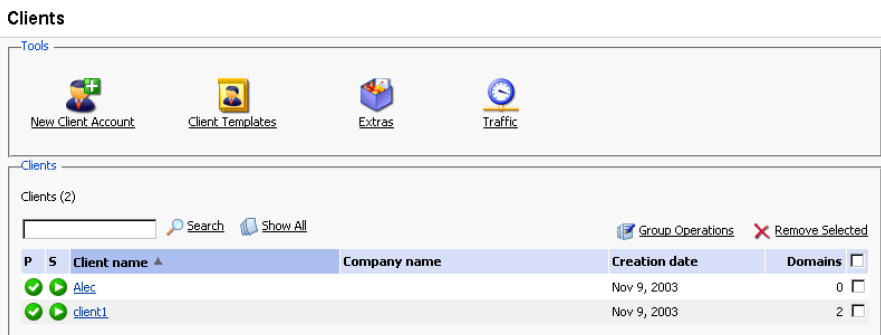 Clients
Tools
New Client Account Client Templates Extras Traffic
Clients
Clients (2)
Search Show All Group Operations Remove Selected
P S Client name Company name Creation date Domains
Alec Nov 9, 2003 0
client1 Nov 9, 2003 2